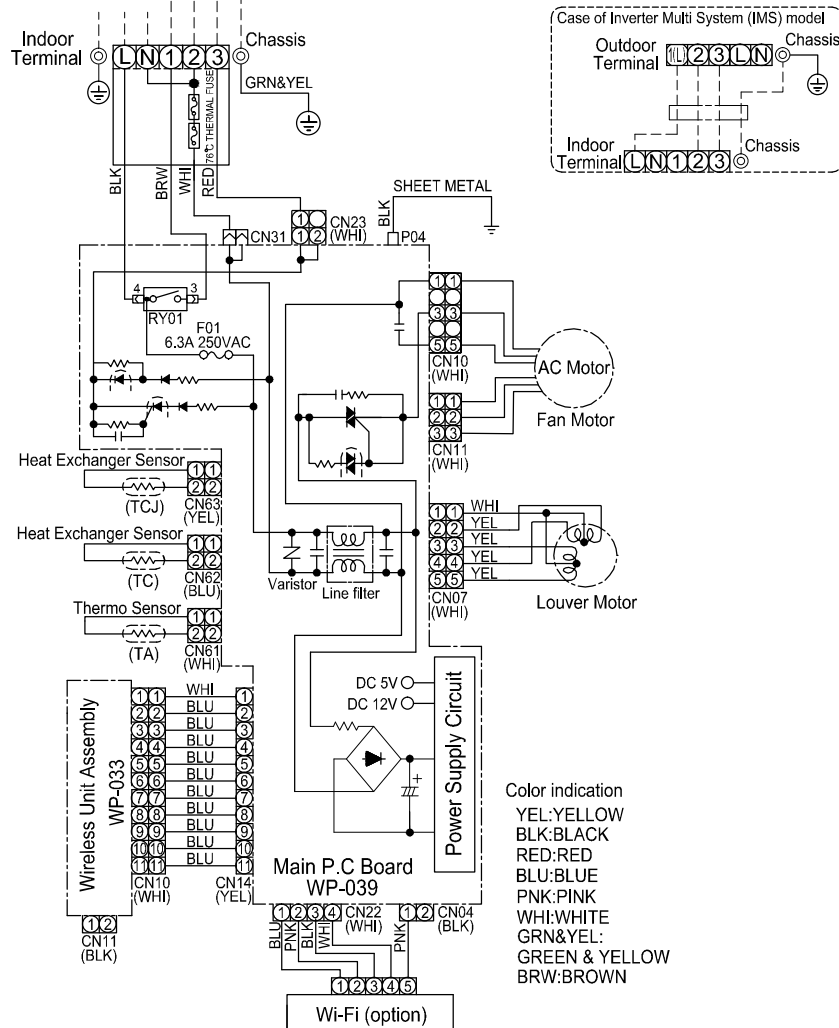 Indoor
Terminal
L N 1 2 3
Chassis
GRN&YEL
76℃ THERMAL FUSE
BLK
BRW
WHI
RED
Case of Inverter Multi System (IMS) model
Outdoor
Terminal
1(L) 2 3 L N
Chassis
Indoor
Terminal
L N 1 2 3
Chassis
SHEET METAL
BLK
P04
CN31
1
1 2
CN23
(WHI)
4 3
RY01
F01
6.3A 250VAC
1 1
3 3
5 5
CN10
(WHI)
1 1
2 2
3 3
CN11
(WHI)
AC Motor
Fan Motor
Heat Exchanger Sensor
1 1
2 2
(TCJ)
CN63
(YEL)
Heat Exchanger Sensor
1 1
2 2
(TC)
CN62
(BLU)
Thermo Sensor
1 1
2 2
(TA)
CN61
(WHI)
Varistor
Line filter
1 1 WHI
2 2 YEL
3 3 YEL
4 4 YEL
5 5 YEL
CN07
(WHI)
Louver Motor
Wireless Unit Assembly
WP-033
1 1 WHI 1
2 2 BLU 2
3 3 BLU 3
4 4 BLU 4
5 5 BLU 5
6 6 BLU 6
7 7 BLU 7
8 8 BLU 8
9 9 BLU 9
10 10 BLU 10
11 11 BLU 11
CN10
(WHI)
CN14
(YEL)
1 2
CN11
(BLK)
DC 5V
DC 12V
+
Power Supply Circuit
Main P.C Board
WP-039
1 2 3 4
CN22
(WHI)
1 2
CN04
(BLK)
BLU
PNK
BLK
WHI
PNK
1 2 3 4 5
Wi-Fi (option)
Color indication
YEL:YELLOW
BLK:BLACK
RED:RED
BLU:BLUE
PNK:PINK
WHI:WHITE
GRN&YEL:
GREEN & YELLOW
BRW:BROWN